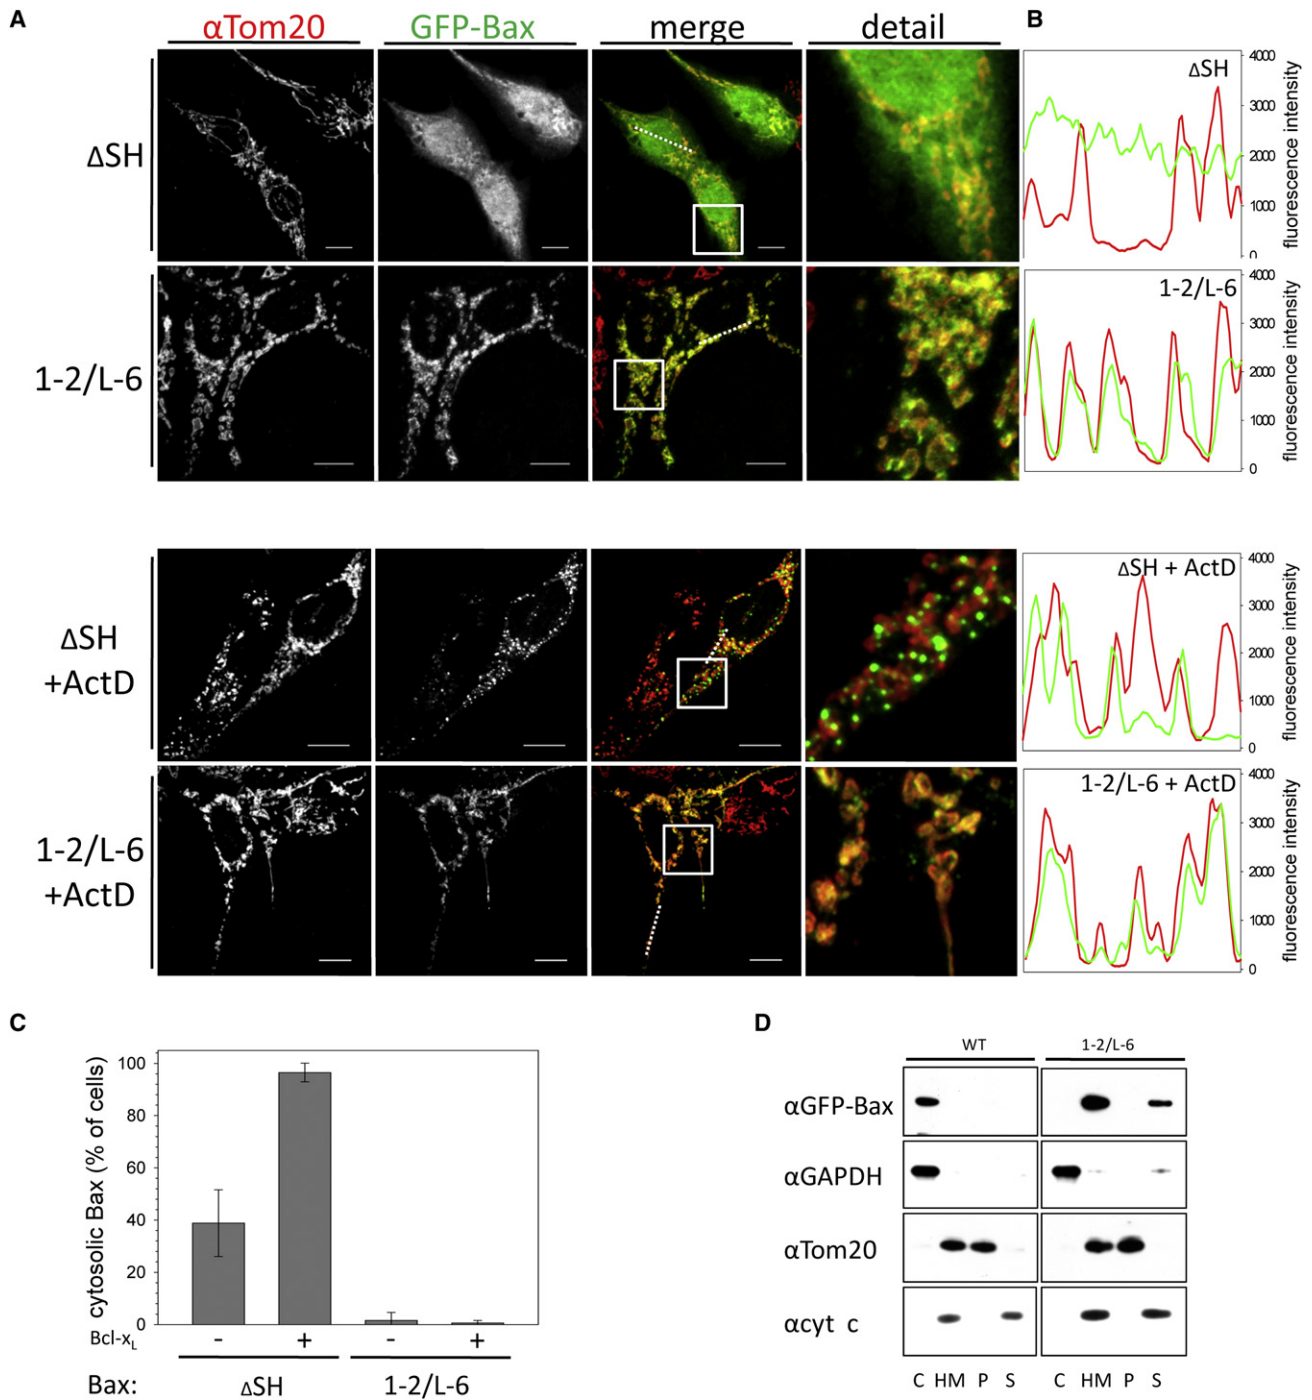 A
αTom20
GFP-Bax
merge
detail
B
ΔSH
ΔSH
4000
3000
2000
1000
0
fluorescence intensity
1-2/L-6
1-2/L-6
4000
3000
2000
1000
0
fluorescence intensity
ΔSH
+ActD
ΔSH + ActD
4000
3000
2000
1000
0
fluorescence intensity
1-2/L-6
+ActD
1-2/L-6 + ActD
4000
3000
2000
1000
0
fluorescence intensity
C
cytosolic Bax (% of cells)
100
80
60
40
20
0
Bcl-xL - + - +
Bax: ΔSH 1-2/L-6
D
WT 1-2/L-6
αGFP-Bax
αGAPDH
αTom20
αcyt c
C HM P S C HM P S